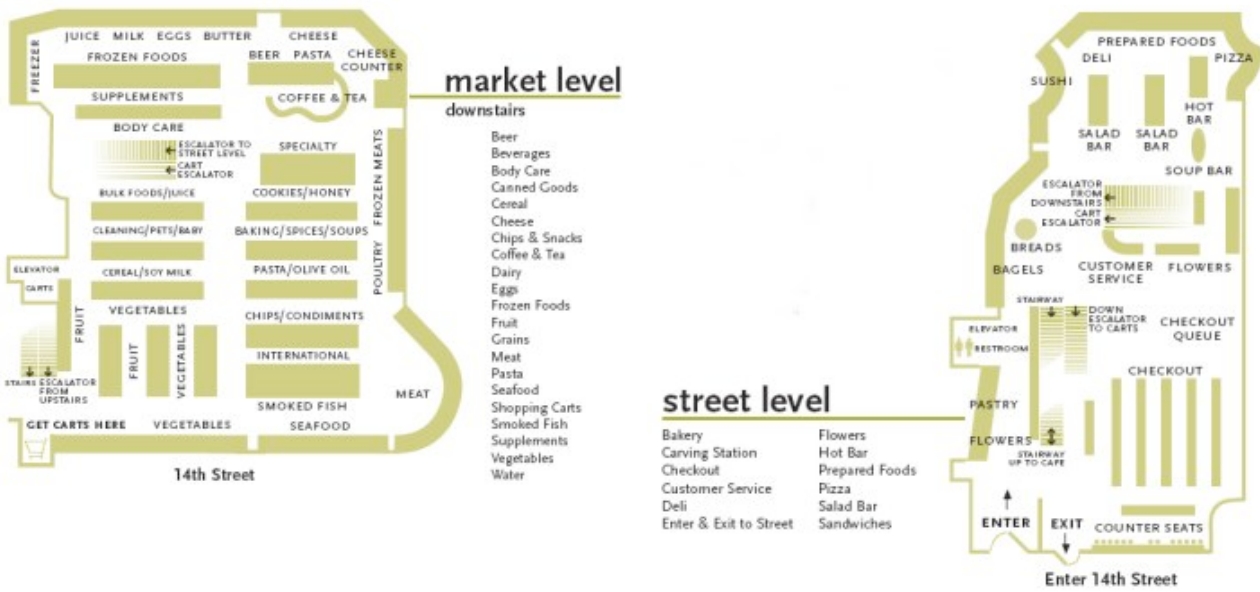 JUICE MILK EGGS BUTTER CHEESE
FREEZER
FROZEN FOODS
BEER PASTA
CHEESE
COUNTER
SUPPLEMENTS
COFFEE & TEA
BODY CARE
ESCALATOR TO
STREET LEVEL
CART
ESCALATOR
SPECIALTY
FROZEN MEATS
BULK FOODS/JUICE
COOKIES/HONEY
CLEANING/PETS/BABY
BAKING/SPICES/SOUPS
POULTRY
ELEVATOR
CARTS
CEREAL/SOY MILK
PASTA/OLIVE OIL
VEGETABLES
CHIPS/CONDIMENTS
FRUIT
FRUIT
VEGETABLES
INTERNATIONAL
STAIRS
ESCALATOR
FROM
UPSTAIRS
MEAT
SMOKED FISH
GET CARTS HERE
VEGETABLES
SEAFOOD
14th Street
market level
downstairs
Beer
Beverages
Body Care
Canned Goods
Cereal
Cheese
Chips & Snacks
Coffee & Tea
Dairy
Eggs
Frozen Foods
Fruit
Grains
Meat
Pasta
Seafood
Shopping Carts
Smoked Fish
Supplements
Vegetables
Water
street level
Bakery
Carving Station
Checkout
Customer Service
Deli
Enter & Exit to Street
Flowers
Hot Bar
Prepared Foods
Pizza
Salad Bar
Sandwiches
PREPARED FOODS
DELI
PIZZA
SUSHI
HOT
BAR
SALAD
BAR
SALAD
BAR
SOUP BAR
ESCALATOR
FROM
DOWNSTAIRS
CART
ESCALATOR
BREADS
BAGELS
CUSTOMER
SERVICE
FLOWERS
STAIRWAY
DOWN
ESCALATOR
TO CARTS
ELEVATOR
RESTROOM
CHECKOUT
QUEUE
CHECKOUT
PASTRY
FLOWERS
STAIRWAY
UP TO CAFE
ENTER
EXIT
COUNTER SEATS
Enter 14th Street